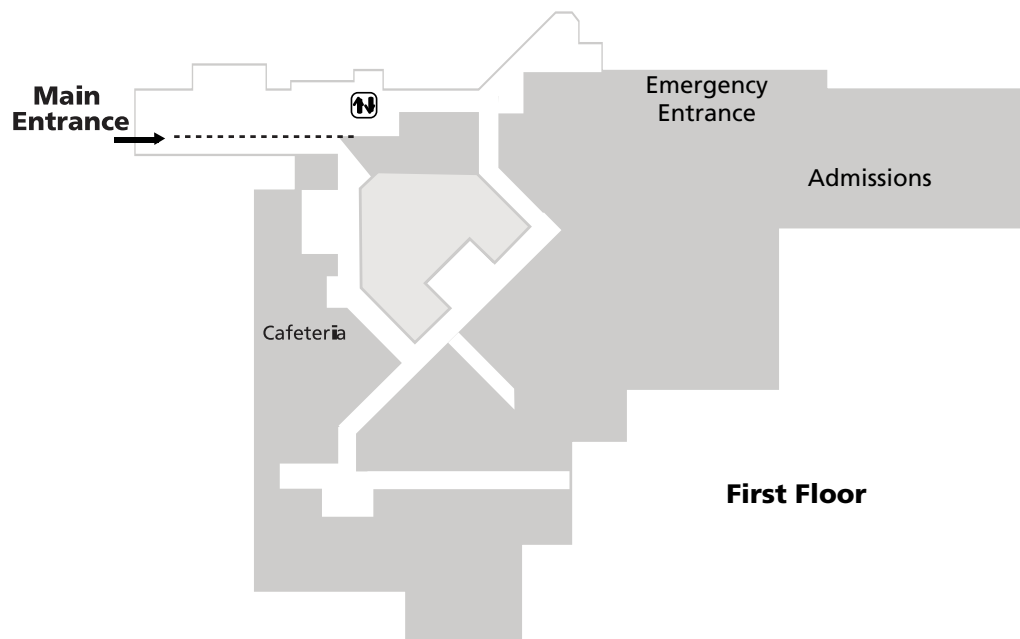 Main
Entrance
Emergency
Entrance
Admissions
Cafeteria
First Floor